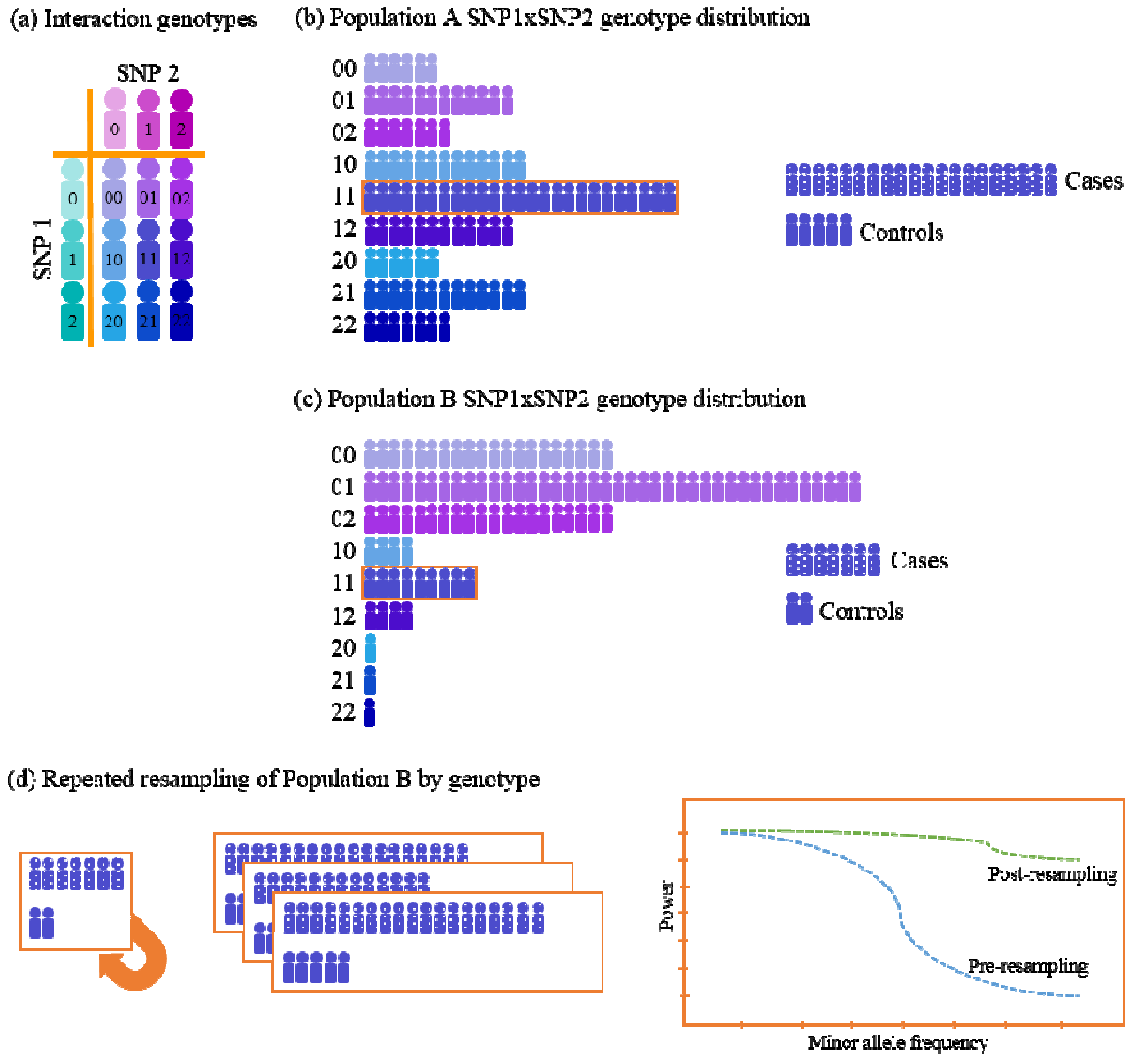 (a) Interaction genotypes
SNP 2
0 1 2
SNP 1
0 00 01 02
1 10 11 12
2 20 21 22
(b) Population A SNP1xSNP2 genotype distribution
00
01
02
10
11
12
20
21
22
Cases
Controls
(c) Population B SNP1xSNP2 genotype distribution
00
01
02
10
11
12
20
21
22
Cases
Controls
(d) Repeated resampling of Population B by genotype
Power
Post-resampling
Pre-resampling
Minor allele frequency